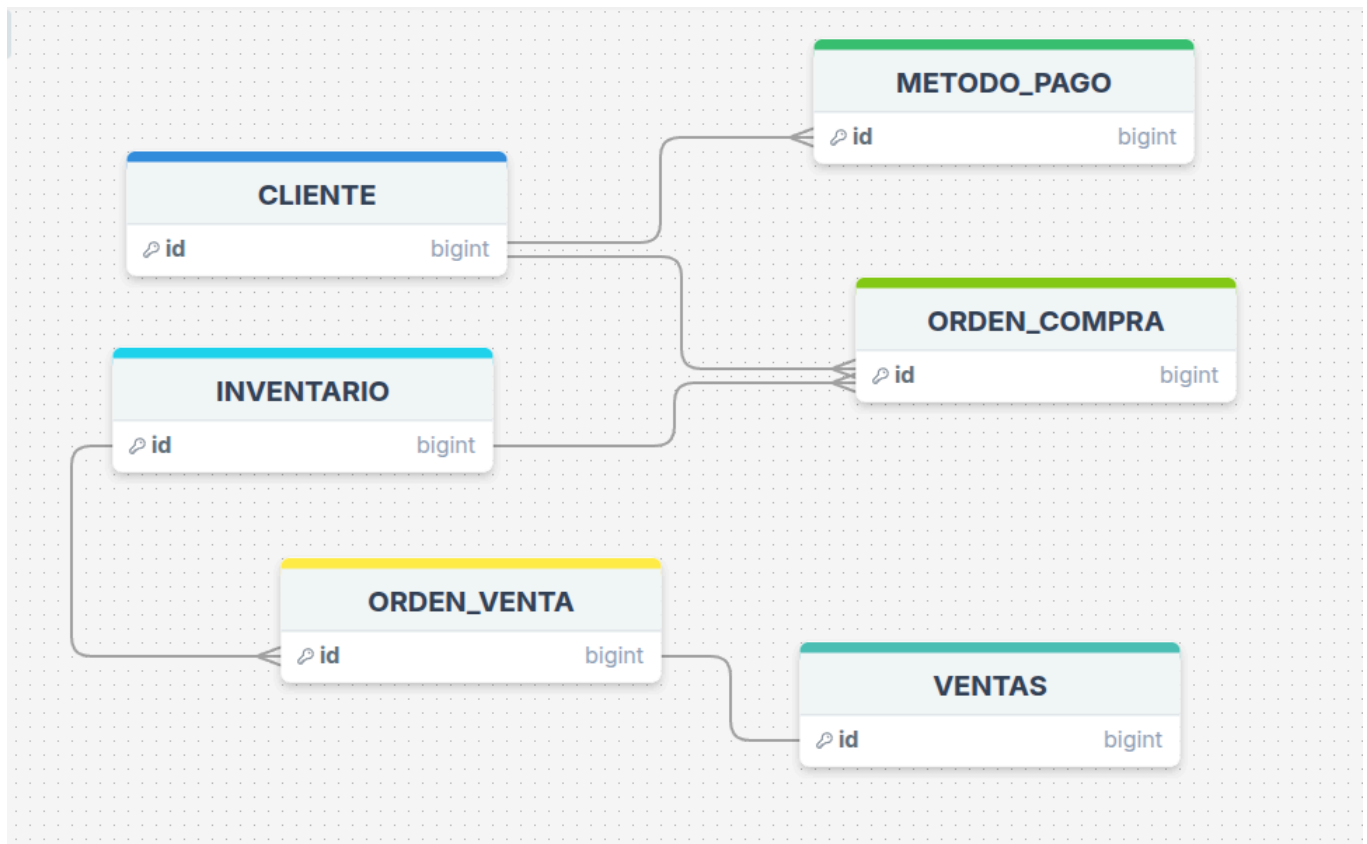 METODO_PAGO
id bigint
CLIENTE
id bigint
ORDEN_COMPRA
id bigint
INVENTARIO
id bigint
ORDEN_VENTA
id bigint
VENTAS
id bigint